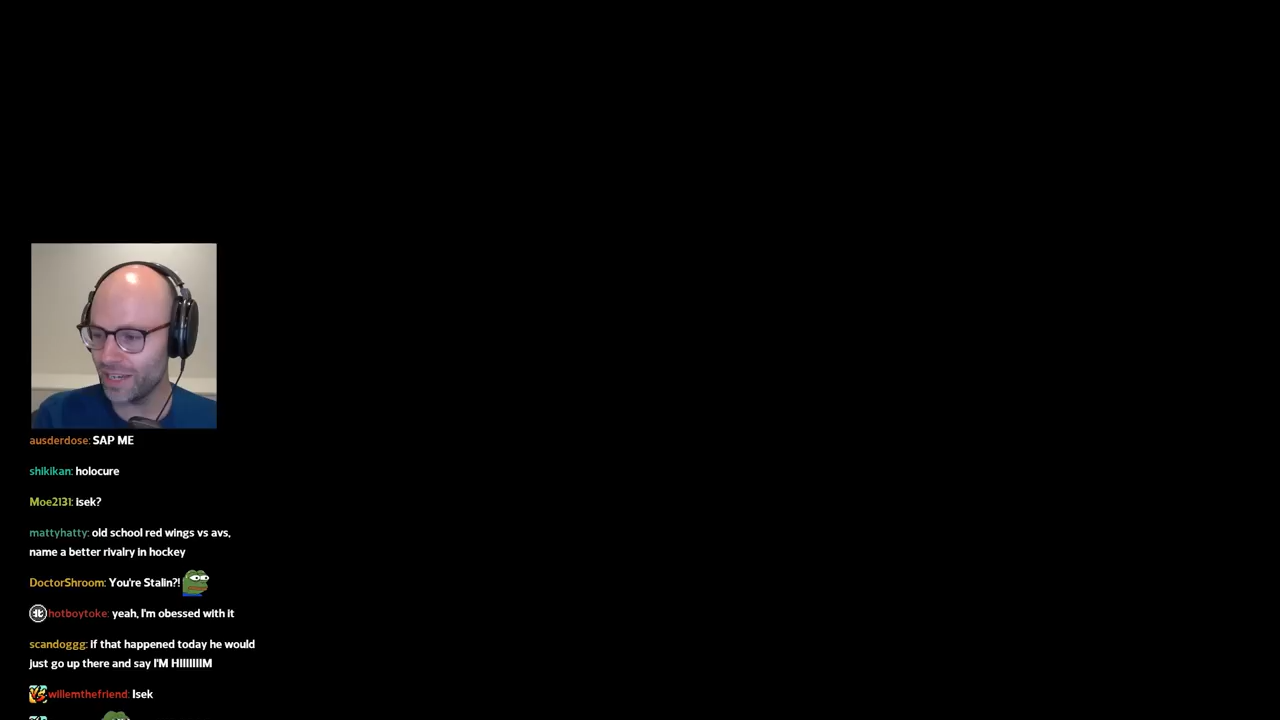 ausderdose: SAP ME
shikikan: holocure
Moe2131: isek?
mattyhatty: old school red wings vs avs,
name a better rivalry in hockey
DoctorShroom: You're Stalin?!
hotboytoke: yeah, I'm obessed with it
scandoggg: If that happened today he would
just go up there and say I'M HIIIIIIIM
VS willemthefriend: Isek